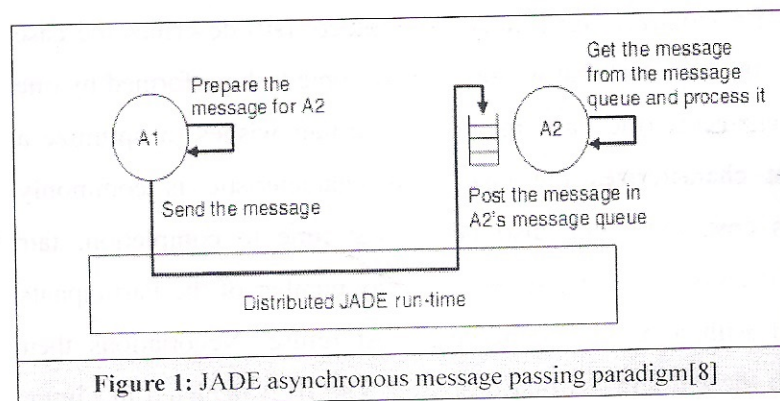 Prepare the
message for A2
A1
Send the message
Get the message
from the message
queue and process it
A2
Post the message in
A2's message queue
Distributed JADE run-time
Figure 1: JADE asynchronous message passing paradigm[8]